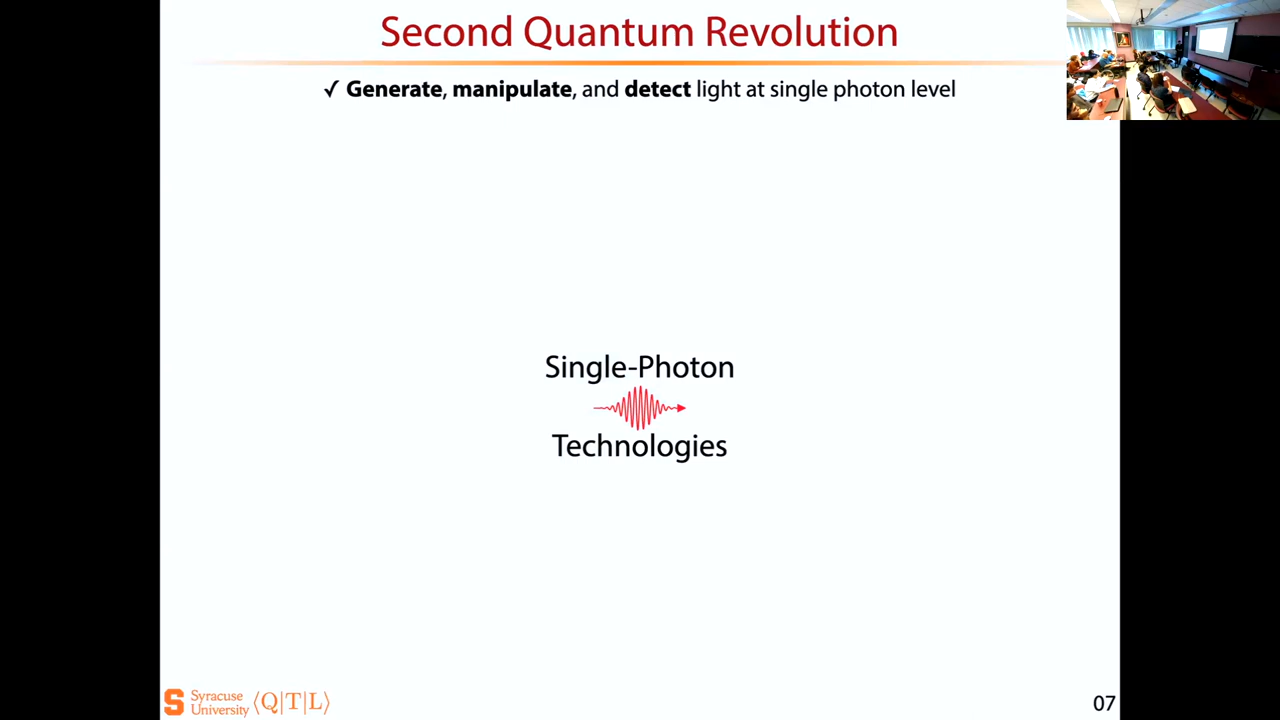 Second Quantum Revolution
✓ Generate, manipulate, and detect light at single photon level
Single-Photon
Technologies
S Syracuse
University
⟨Q|T|L⟩
07